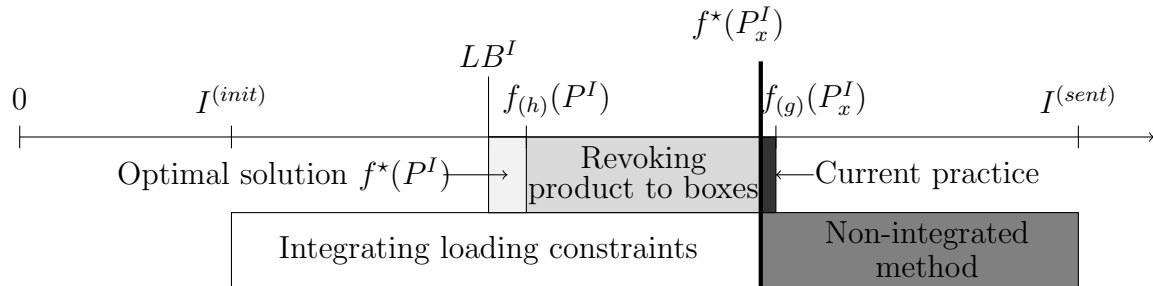 f⋆(P_x^I)
LB^I
0
I^(init)
f_(h)(P^I)
f_(g)(P_x^I)
I^(sent)
Optimal solution f⋆(P^I)
Revoking
product to boxes
Current practice
Integrating loading constraints
Non-integrated
method